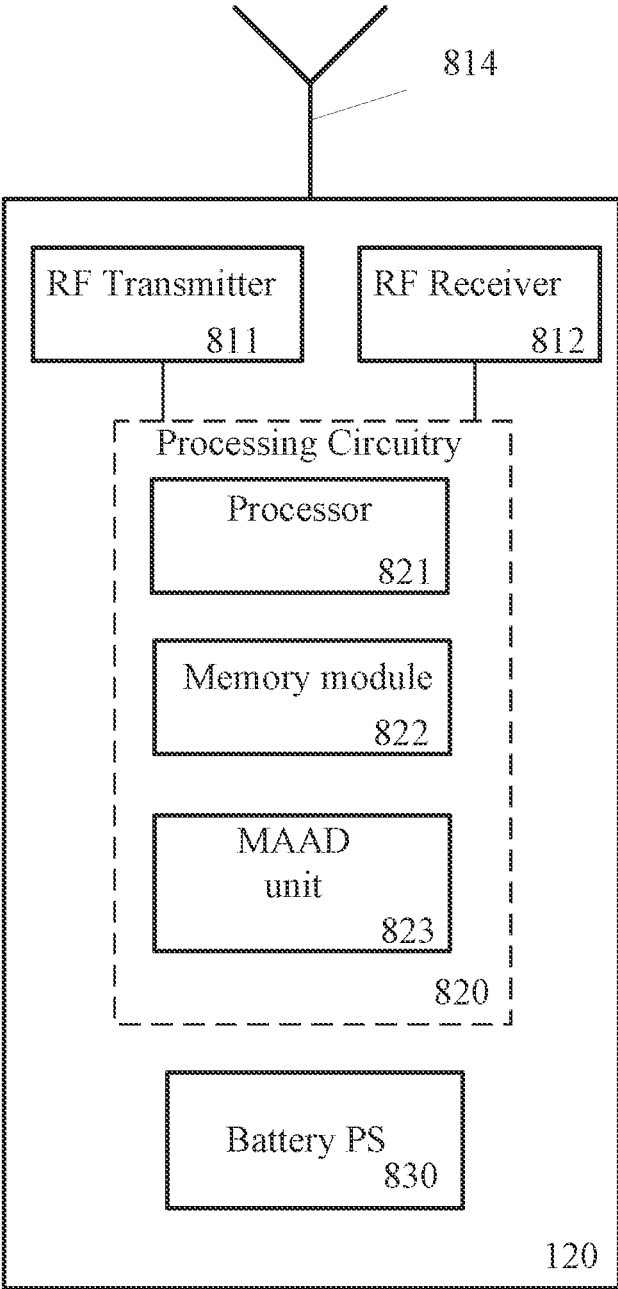 814
RF Transmitter
811
RF Receiver
812
Processing Circuitry
Processor
821
Memory module
822
MAAD
unit
823
820
Battery PS
830
120